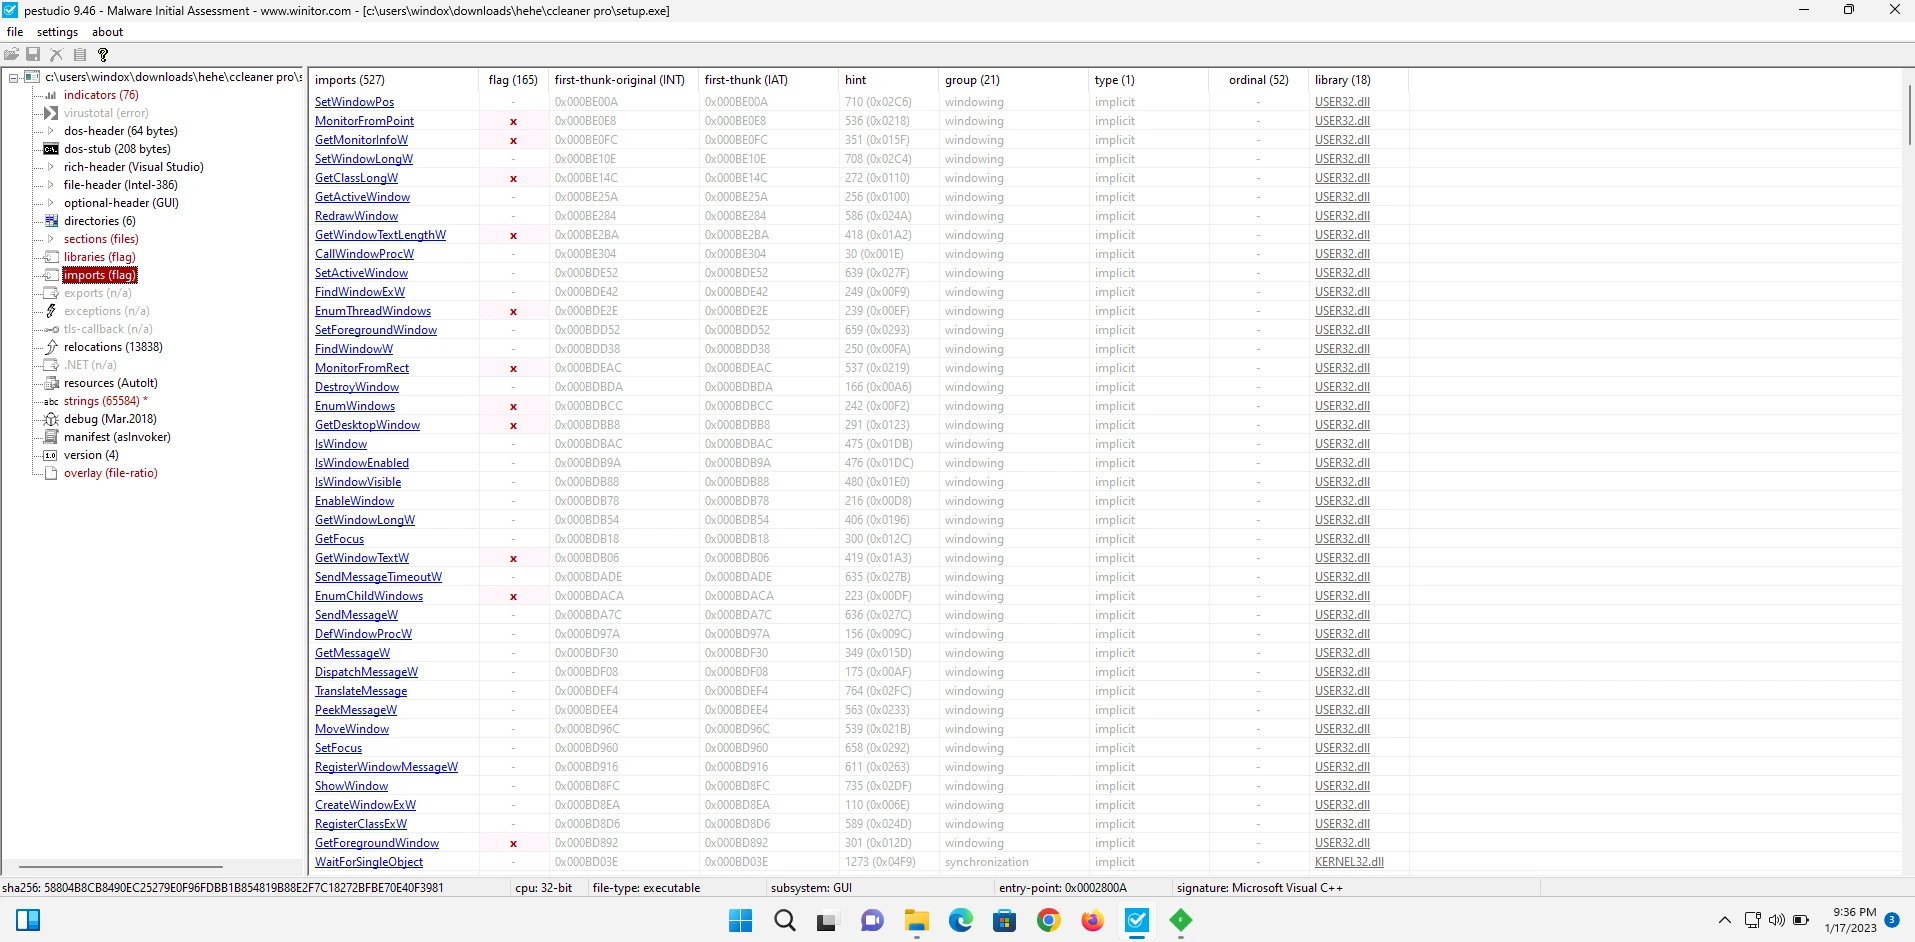 pestudio 9.46 - Malware Initial Assessment - www.winitor.com - [c:\users\windox\downloads\hehe\ccleaner pro\setup.exe]
file settings about
c:\users\windox\downloads\hehe\ccleaner pro\s
indicators (76)
virustotal (error)
dos-header (64 bytes)
dos-stub (208 bytes)
rich-header (Visual Studio)
file-header (Intel-386)
optional-header (GUI)
directories (6)
sections (files)
libraries (flag)
imports (flag)
exports (n/a)
exceptions (n/a)
tls-callback (n/a)
relocations (13838)
.NET (n/a)
resources (AutoIt)
abc strings (65584) *
debug (Mar.2018)
manifest (asInvoker)
1.0 version (4)
overlay (file-ratio)
imports (527) flag (165) first-thunk-original (INT) first-thunk (IAT) hint group (21) type (1) ordinal (52) library (18)
SetWindowPos - 0x000BE00A 0x000BE00A 710 (0x02C6) windowing implicit - USER32.dll
MonitorFromPoint x 0x000BE0E8 0x000BE0E8 536 (0x0218) windowing implicit - USER32.dll
GetMonitorInfoW x 0x000BE0FC 0x000BE0FC 351 (0x015F) windowing implicit - USER32.dll
SetWindowLongW - 0x000BE10E 0x000BE10E 708 (0x02C4) windowing implicit - USER32.dll
GetClassLongW x 0x000BE14C 0x000BE14C 272 (0x0110) windowing implicit - USER32.dll
GetActiveWindow - 0x000BE25A 0x000BE25A 256 (0x0100) windowing implicit - USER32.dll
RedrawWindow - 0x000BE284 0x000BE284 586 (0x024A) windowing implicit - USER32.dll
GetWindowTextLengthW x 0x000BE2BA 0x000BE2BA 418 (0x01A2) windowing implicit - USER32.dll
CallWindowProcW - 0x000BE304 0x000BE304 30 (0x001E) windowing implicit - USER32.dll
SetActiveWindow - 0x000BDE52 0x000BDE52 639 (0x027F) windowing implicit - USER32.dll
FindWindowExW - 0x000BDE42 0x000BDE42 249 (0x00F9) windowing implicit - USER32.dll
EnumThreadWindows x 0x000BDE2E 0x000BDE2E 239 (0x00EF) windowing implicit - USER32.dll
SetForegroundWindow - 0x000BDD52 0x000BDD52 659 (0x0293) windowing implicit - USER32.dll
FindWindowW - 0x000BDD38 0x000BDD38 250 (0x00FA) windowing implicit - USER32.dll
MonitorFromRect x 0x000BDEAC 0x000BDEAC 537 (0x0219) windowing implicit - USER32.dll
DestroyWindow - 0x000BDBDA 0x000BDBDA 166 (0x00A6) windowing implicit - USER32.dll
EnumWindows x 0x000BDBCC 0x000BDBCC 242 (0x00F2) windowing implicit - USER32.dll
GetDesktopWindow x 0x000BDBB8 0x000BDBB8 291 (0x0123) windowing implicit - USER32.dll
IsWindow - 0x000BDBAC 0x000BDBAC 475 (0x01DB) windowing implicit - USER32.dll
IsWindowEnabled - 0x000BDB9A 0x000BDB9A 476 (0x01DC) windowing implicit - USER32.dll
IsWindowVisible - 0x000BDB88 0x000BDB88 480 (0x01E0) windowing implicit - USER32.dll
EnableWindow - 0x000BDB78 0x000BDB78 216 (0x00D8) windowing implicit - USER32.dll
GetWindowLongW - 0x000BDB54 0x000BDB54 406 (0x0196) windowing implicit - USER32.dll
GetFocus - 0x000BDB18 0x000BDB18 300 (0x012C) windowing implicit - USER32.dll
GetWindowTextW x 0x000BDB06 0x000BDB06 419 (0x01A3) windowing implicit - USER32.dll
SendMessageTimeoutW - 0x000BDADE 0x000BDADE 635 (0x027B) windowing implicit - USER32.dll
EnumChildWindows x 0x000BDACA 0x000BDACA 223 (0x00DF) windowing implicit - USER32.dll
SendMessageW - 0x000BDA7C 0x000BDA7C 636 (0x027C) windowing implicit - USER32.dll
DefWindowProcW - 0x000BD97A 0x000BD97A 156 (0x009C) windowing implicit - USER32.dll
GetMessageW - 0x000BDF30 0x000BDF30 349 (0x015D) windowing implicit - USER32.dll
DispatchMessageW - 0x000BDF08 0x000BDF08 175 (0x00AF) windowing implicit - USER32.dll
TranslateMessage - 0x000BDEF4 0x000BDEF4 764 (0x02FC) windowing implicit - USER32.dll
PeekMessageW - 0x000BDEE4 0x000BDEE4 563 (0x0233) windowing implicit - USER32.dll
MoveWindow - 0x000BD96C 0x000BD96C 539 (0x021B) windowing implicit - USER32.dll
SetFocus - 0x000BD960 0x000BD960 658 (0x0292) windowing implicit - USER32.dll
RegisterWindowMessageW - 0x000BD916 0x000BD916 611 (0x0263) windowing implicit - USER32.dll
ShowWindow - 0x000BD8FC 0x000BD8FC 735 (0x02DF) windowing implicit - USER32.dll
CreateWindowExW - 0x000BD8EA 0x000BD8EA 110 (0x006E) windowing implicit - USER32.dll
RegisterClassExW - 0x000BD8D6 0x000BD8D6 589 (0x024D) windowing implicit - USER32.dll
GetForegroundWindow x 0x000BD892 0x000BD892 301 (0x012D) windowing implicit - USER32.dll
WaitForSingleObject - 0x000BD03E 0x000BD03E 1273 (0x04F9) synchronization implicit - KERNEL32.dll
sha256: 58804B8CB8490EC25279E0F96FDBB1B854819B88E2F7C18272BFBE70E40F3981 cpu: 32-bit file-type: executable subsystem: GUI entry-point: 0x0002800A signature: Microsoft Visual C++
9:36 PM
1/17/2023
3